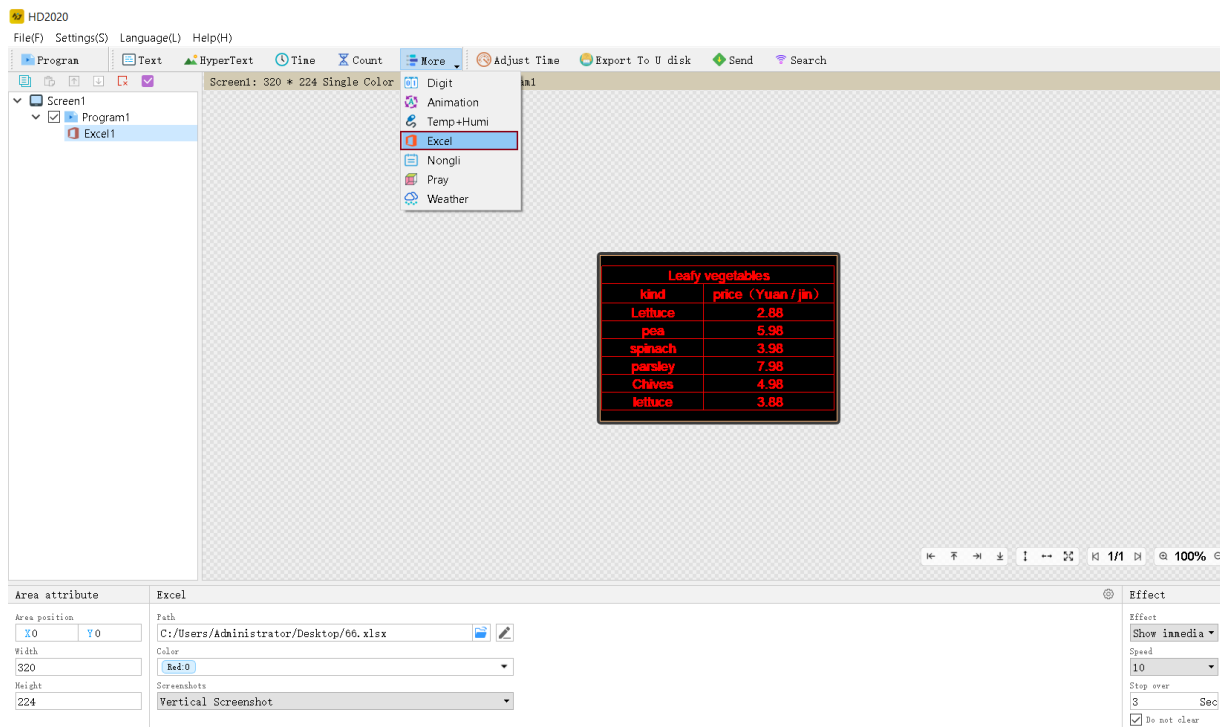 HD2020
File(F) Settings(S) Language(L) Help(H)
Program Text HyperText Time Count More Adjust Time Export To U disk Send Search
Screen1: 320 * 224 Single Color am1
Digit
Animation
Temp+Humi
Excel
Nongli
Pray
Weather
Screen1
Program1
Excel1
Leafy vegetables
kind price（Yuan / jin）
Lettuce 2.88
pea 5.98
spinach 3.98
parsley 7.98
Chives 4.98
lettuce 3.88
1/1 100%
Area attribute Excel Effect
Area position Path Effect
X0 Y0 C:/Users/Administrator/Desktop/66.xlsx Show immedia
Width Color Speed
320 Red:0 10
Height Screenshots Stop over
224 Vertical Screenshot 3 Sec
Do not clear